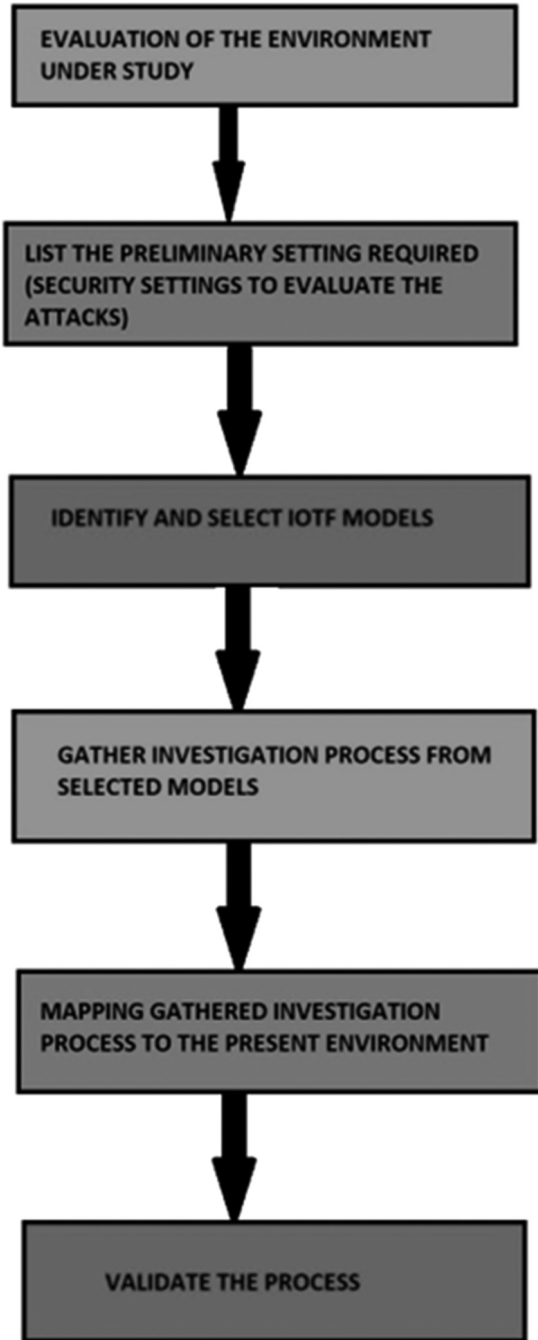 EVALUATION OF THE ENVIRONMENT
UNDER STUDY
LIST THE PRELIMINARY SETTING REQUIRED
(SECURITY SETTINGS TO EVALUATE THE
ATTACKS)
IDENTIFY AND SELECT IOTF MODELS
GATHER INVESTIGATION PROCESS FROM
SELECTED MODELS
MAPPING GATHERED INVESTIGATION
PROCESS TO THE PRESENT ENVIRONMENT
VALIDATE THE PROCESS